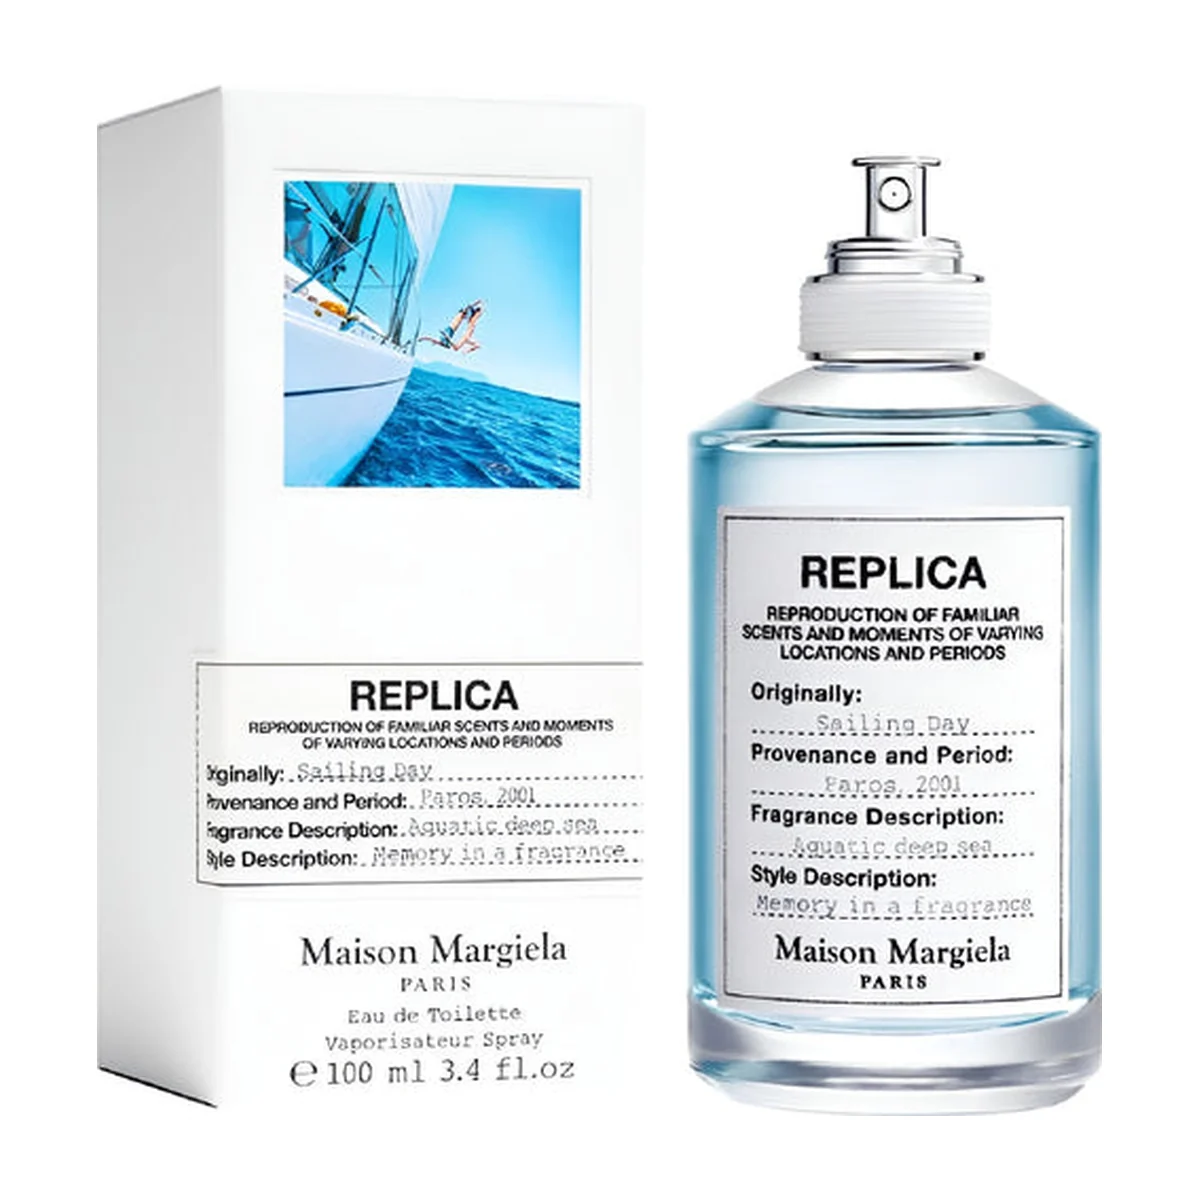 REPLICA
REPRODUCTION OF FAMILIAR SCENTS AND MOMENTS
OF VARYING LOCATIONS AND PERIODS
Originally: Sailing Day
Provenance and Period: Paros, 2001
Fragrance Description: Aquatic deep sea
Style Description: Memory in a fragrance
Maison Margiela
PARIS
Eau de Toilette
Vaporisateur Spray
℮ 100 ml 3.4 fl.oz
REPLICA
REPRODUCTION OF FAMILIAR
SCENTS AND MOMENTS OF VARYING
LOCATIONS AND PERIODS
Originally:
Sailing Day
Provenance and Period:
Paros, 2001
Fragrance Description:
Aquatic deep sea
Style Description:
Memory in a fragrance
Maison Margiela
PARIS